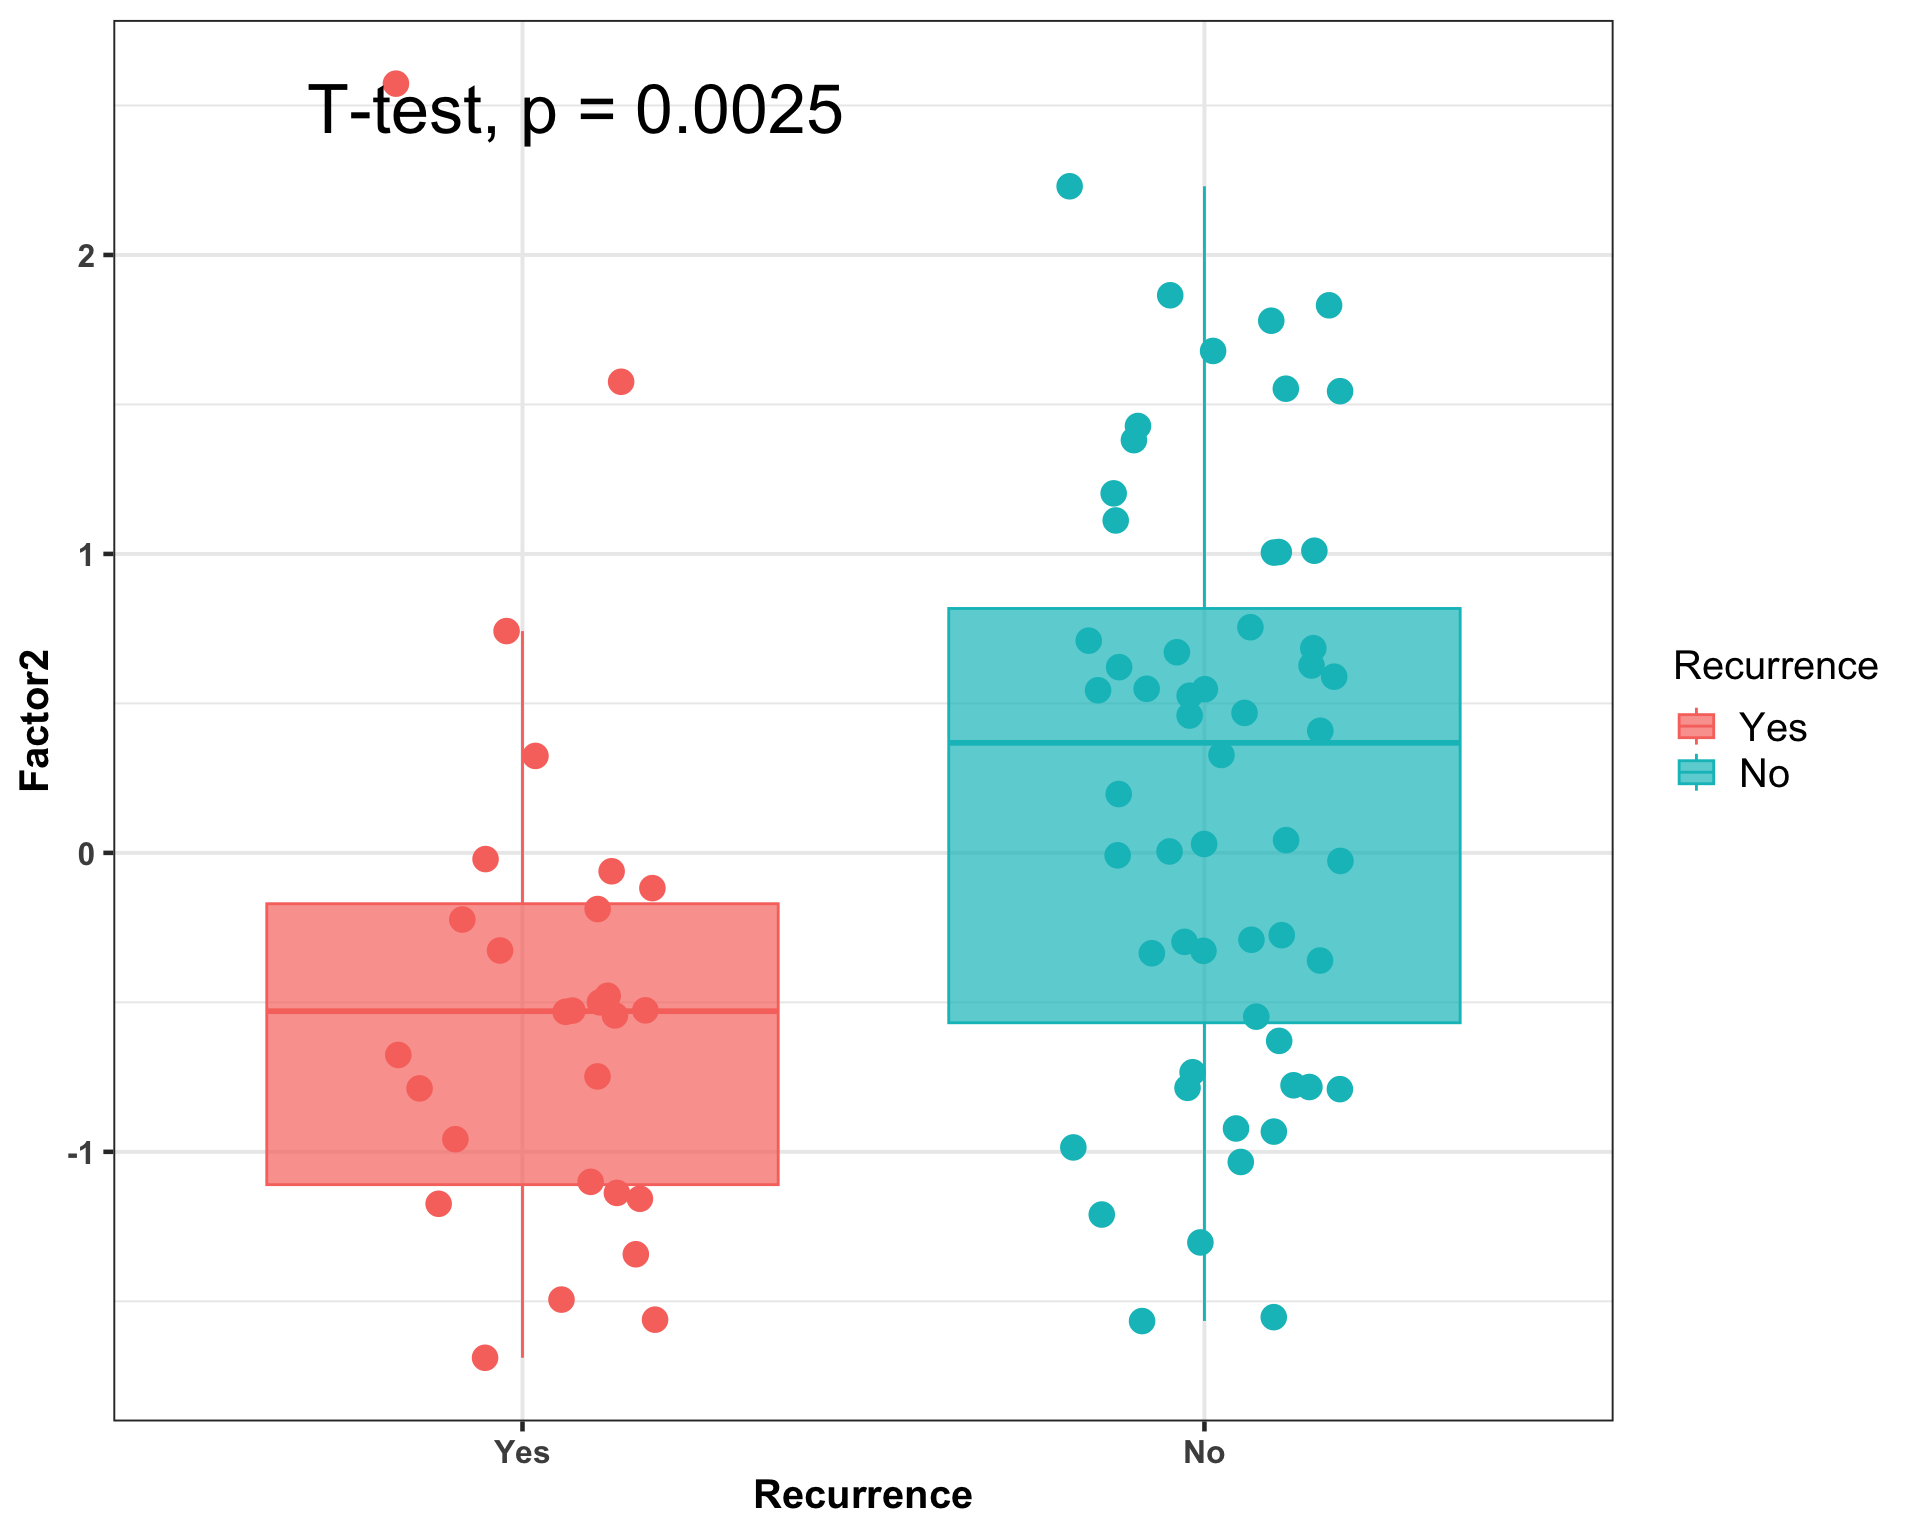 T-test, p = 0.0025
2
1
0
-1
Factor2
Yes
No
Recurrence
Recurrence
Yes
No